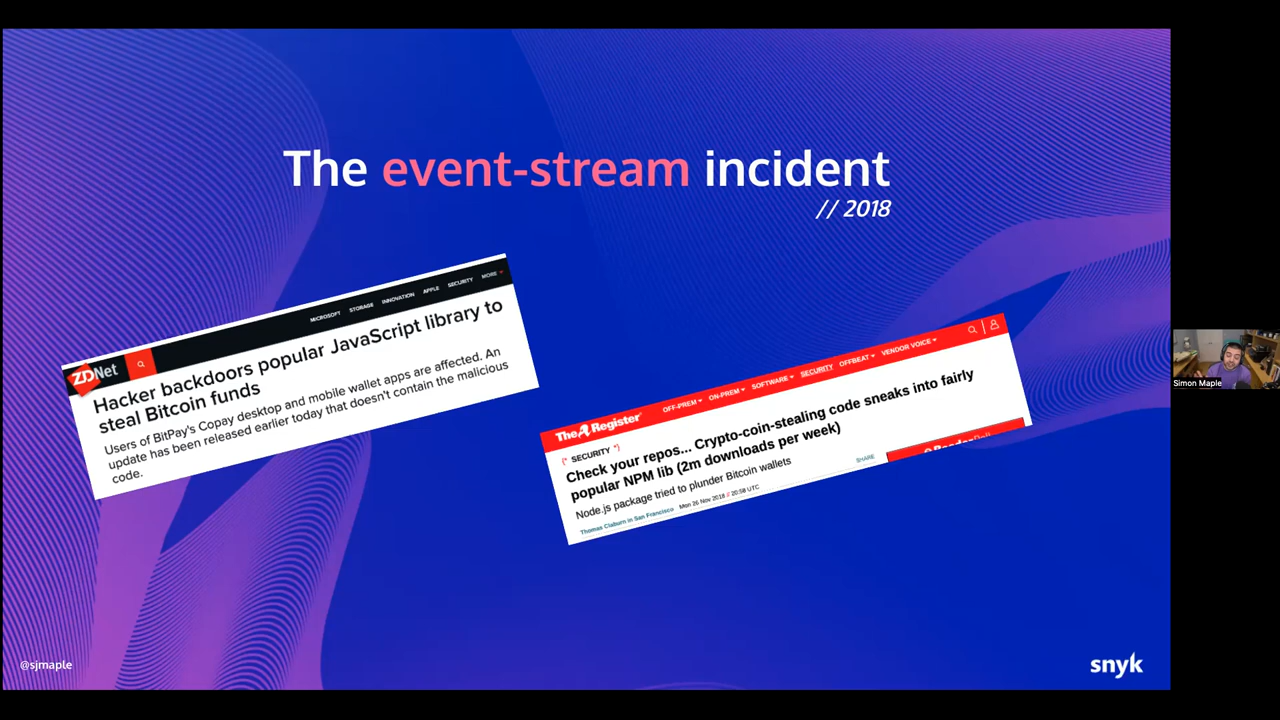 The event-stream incident
// 2018
ZDNet
MICROSOFT STORAGE INNOVATION APPLE SECURITY MORE
Hacker backdoors popular JavaScript library to
steal Bitcoin funds
Users of BitPay's Copay desktop and mobile wallet apps are affected. An
update has been released earlier today that doesn't contain the malicious
code.
The Register
OFF-PREM ON-PREM SOFTWARE SECURITY OFFBEAT VENDOR VOICE
{* SECURITY *}
Check your repos... Crypto-coin-stealing code sneaks into fairly
popular NPM lib (2m downloads per week)
Node.js package tried to plunder Bitcoin wallets
Thomas Claburn in San Francisco Mon 26 Nov 2018 // 20:58 UTC
SHARE
Simon Maple
@sjmaple
snyk